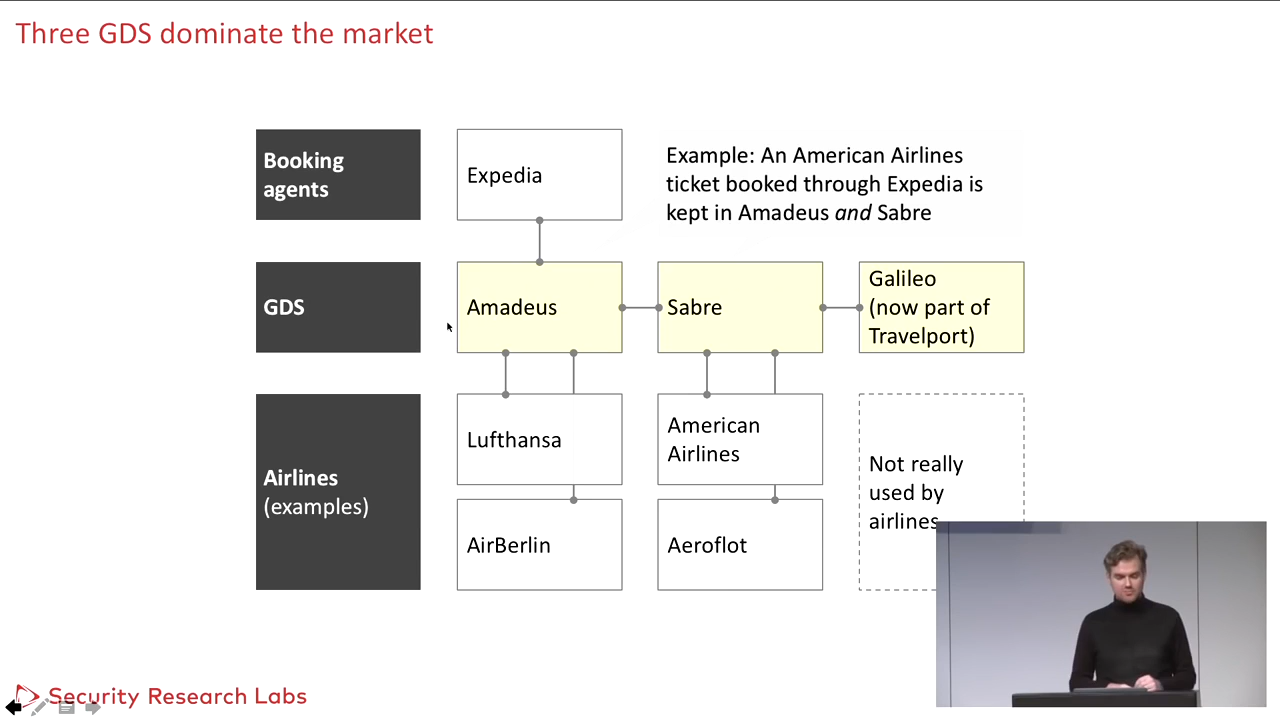 Three GDS dominate the market
Booking
agents
Expedia
Example: An American Airlines
ticket booked through Expedia is
kept in Amadeus and Sabre
GDS
Amadeus
Sabre
Galileo
(now part of
Travelport)
Airlines
(examples)
Lufthansa
American
Airlines
Not really
used by
airlines
AirBerlin
Aeroflot
Security Research Labs